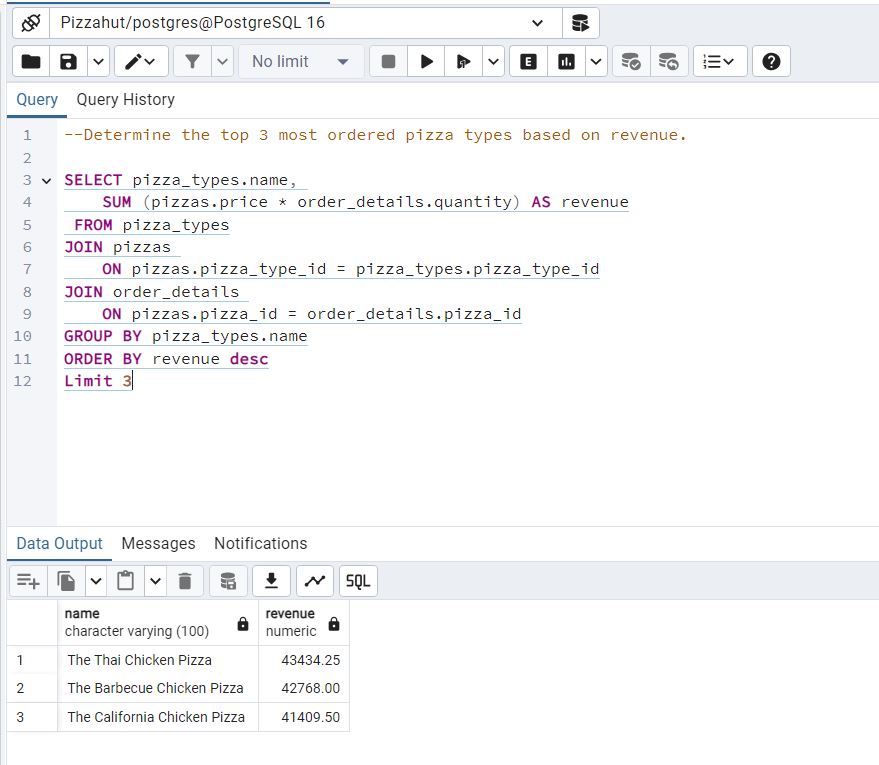 Pizzahut/postgres@PostgreSQL 16
No limit
E
Query Query History
1 --Determine the top 3 most ordered pizza types based on revenue.
2
3 SELECT pizza_types.name,
4 SUM (pizzas.price * order_details.quantity) AS revenue
5 FROM pizza_types
6 JOIN pizzas
7 ON pizzas.pizza_type_id = pizza_types.pizza_type_id
8 JOIN order_details
9 ON pizzas.pizza_id = order_details.pizza_id
10 GROUP BY pizza_types.name
11 ORDER BY revenue desc
12 Limit 3
Data Output Messages Notifications
SQL
name revenue
character varying (100) numeric
1 The Thai Chicken Pizza 43434.25
2 The Barbecue Chicken Pizza 42768.00
3 The California Chicken Pizza 41409.50